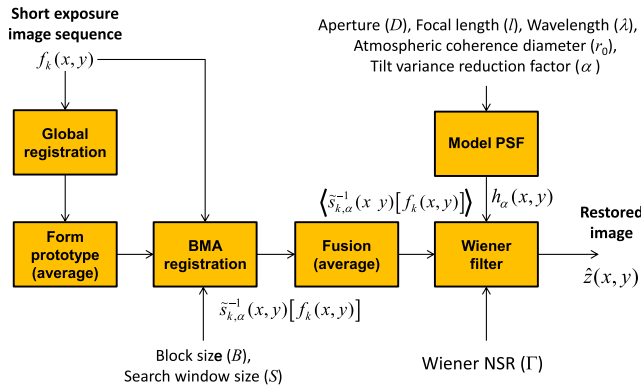 Short exposure
image sequence
f_k(x, y)
Aperture (D), Focal length (l), Wavelength (λ),
Atmospheric coherence diameter (r_0),
Tilt variance reduction factor (α)
Global
registration
Model PSF
⟨s̃_{k,α}^{-1}(x y)[f_k(x, y)]⟩
h_α(x, y)
Form
prototype
(average)
BMA
registration
Fusion
(average)
Wiener
filter
Restored
image
ẑ(x, y)
s̃_{k,α}^{-1}(x, y)[f_k(x, y)]
Block size (B),
Search window size (S)
Wiener NSR (Γ)